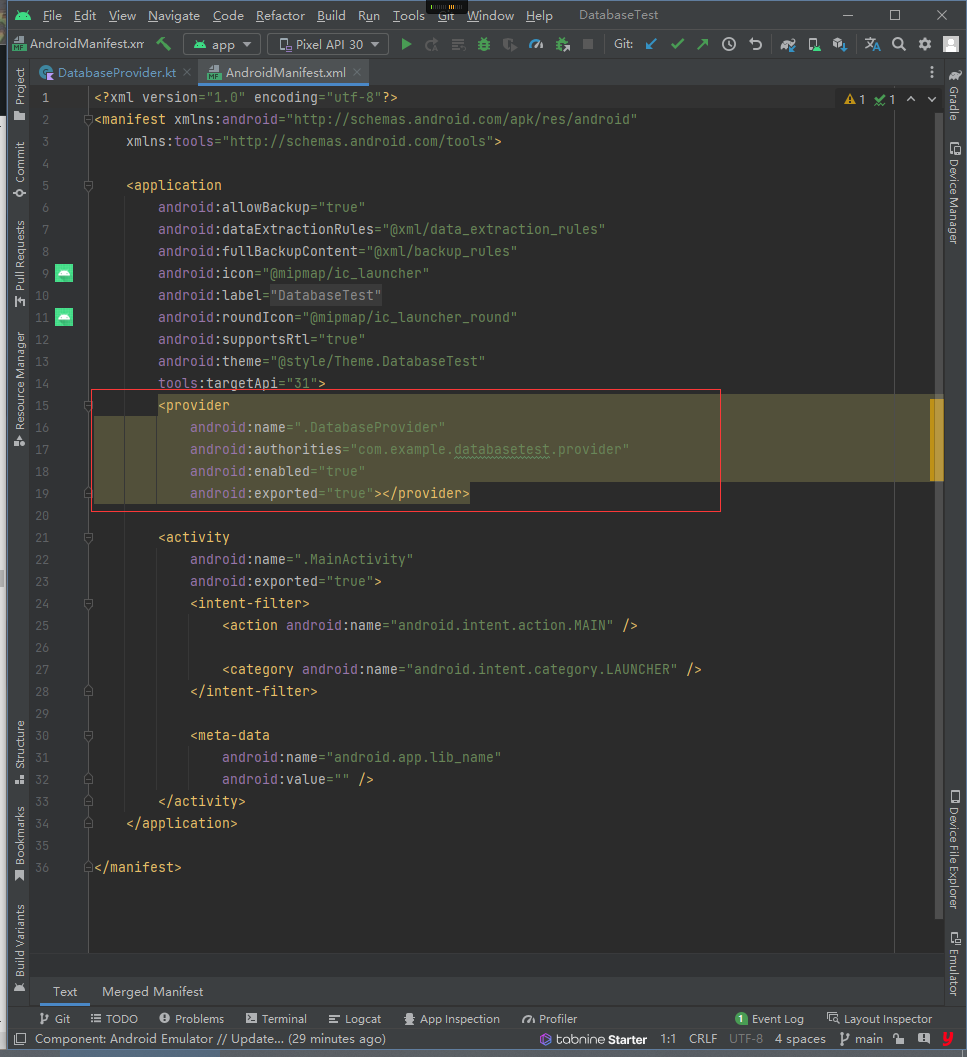 File Edit View Navigate Code Refactor Build Run Tools Git Window Help DatabaseTest
AndroidManifest.xm app Pixel API 30 Git:
DatabaseProvider.kt AndroidManifest.xml
Project
Commit
Pull Requests
Resource Manager
Structure
Bookmarks
Build Variants
1 <?xml version="1.0" encoding="utf-8"?> 1 1
2 <manifest xmlns:android="http://schemas.android.com/apk/res/android"
3 xmlns:tools="http://schemas.android.com/tools">
4
5 <application
6 android:allowBackup="true"
7 android:dataExtractionRules="@xml/data_extraction_rules"
8 android:fullBackupContent="@xml/backup_rules"
9 android:icon="@mipmap/ic_launcher"
10 android:label="DatabaseTest"
11 android:roundIcon="@mipmap/ic_launcher_round"
12 android:supportsRtl="true"
13 android:theme="@style/Theme.DatabaseTest"
14 tools:targetApi="31">
15 <provider
16 android:name=".DatabaseProvider"
17 android:authorities="com.example.databasetest.provider"
18 android:enabled="true"
19 android:exported="true"></provider>
20
21 <activity
22 android:name=".MainActivity"
23 android:exported="true">
24 <intent-filter>
25 <action android:name="android.intent.action.MAIN" />
26
27 <category android:name="android.intent.category.LAUNCHER" />
28 </intent-filter>
29
30 <meta-data
31 android:name="android.app.lib_name"
32 android:value="" />
33 </activity>
34 </application>
35
36 </manifest>
Gradle
Device Manager
Device File Explorer
Emulator
Text Merged Manifest
Git TODO Problems Terminal Logcat App Inspection Profiler 1 Event Log Layout Inspector
Component: Android Emulator // Update... (29 minutes ago) tabnine Starter 1:1 CRLF UTF-8 4 spaces main